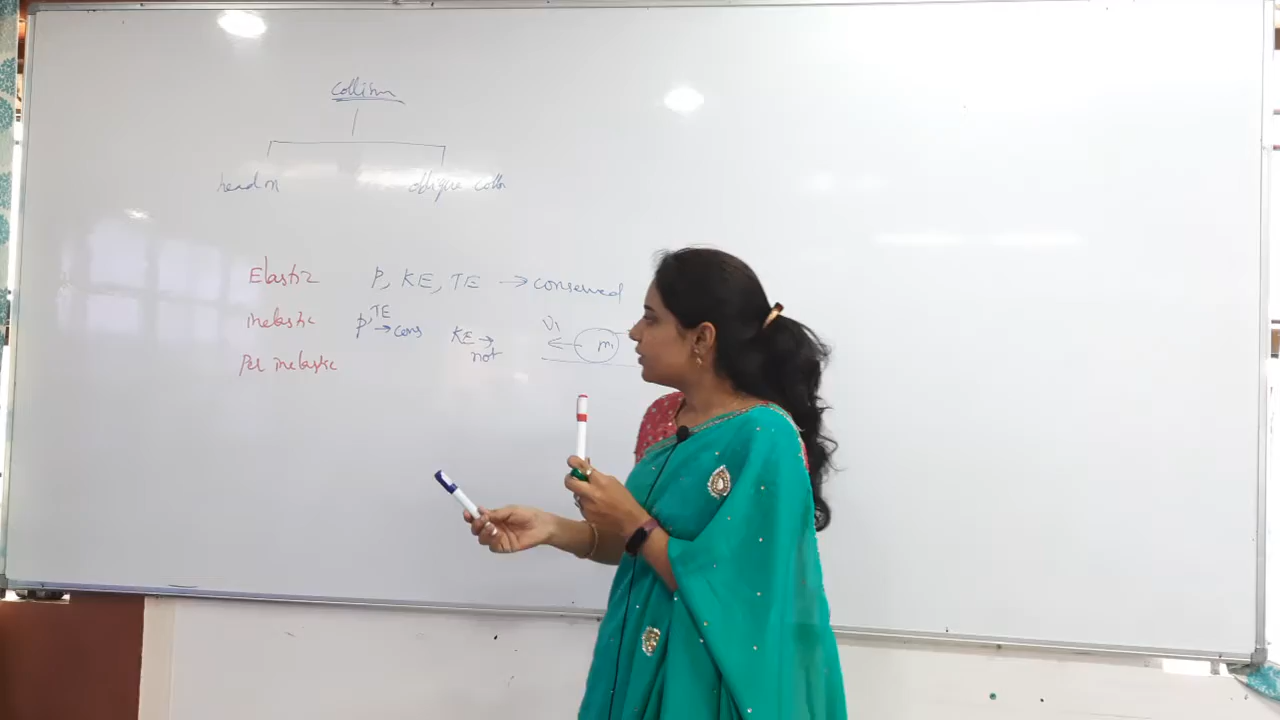 Collision
head on oblique colln
Elastic P, KE, TE → conserved
inelastic P, TE → cons KE → not
V1 m1
Per inelastic